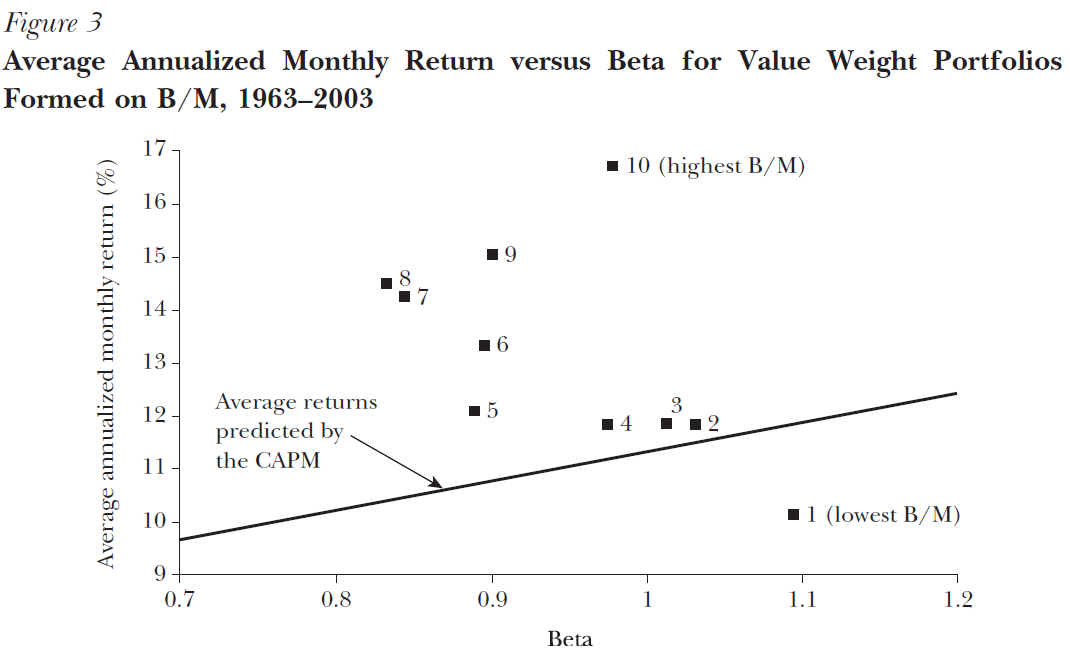 Figure 3
Average Annualized Monthly Return versus Beta for Value Weight Portfolios
Formed on B/M, 1963–2003
Average annualized monthly return (%)
17
16
15
14
13
12
11
10
9
10 (highest B/M)
9
8
7
6
5
4
3
2
1 (lowest B/M)
Average returns
predicted by
the CAPM
0.7
0.8
0.9
1
1.1
1.2
Beta